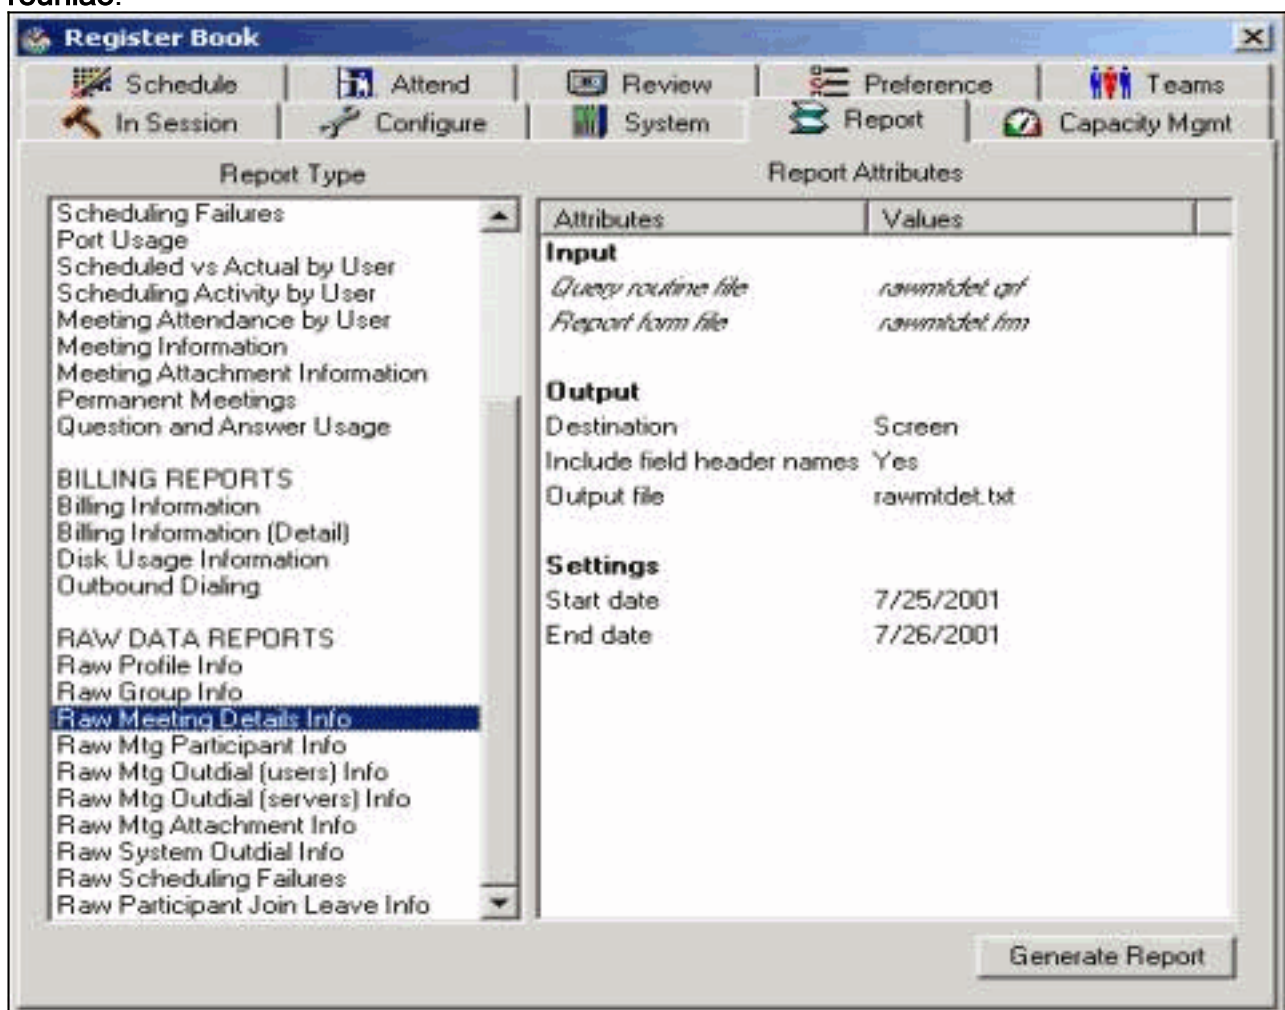 reunião.
Register Book
Schedule Attend Review Preference Teams
In Session Configure System Report Capacity Mgmt
Report Type
Scheduling Failures
Port Usage
Scheduled vs Actual by User
Scheduling Activity by User
Meeting Attendance by User
Meeting Information
Meeting Attachment Information
Permanent Meetings
Question and Answer Usage
BILLING REPORTS
Billing Information
Billing Information (Detail)
Disk Usage Information
Outbound Dialing
RAW DATA REPORTS
Raw Profile Info
Raw Group Info
Raw Meeting Details Info
Raw Mtg Participant Info
Raw Mtg Outdial (users) Info
Raw Mtg Outdial (servers) Info
Raw Mtg Attachment Info
Raw System Outdial Info
Raw Scheduling Failures
Raw Participant Join Leave Info
Report Attributes
Attributes Values
Input
Query routine file rawmtdet.qrf
Report form file rawmtdet.frm
Output
Destination Screen
Include field header names Yes
Output file rawmtdet.txt
Settings
Start date 7/25/2001
End date 7/26/2001
Generate Report